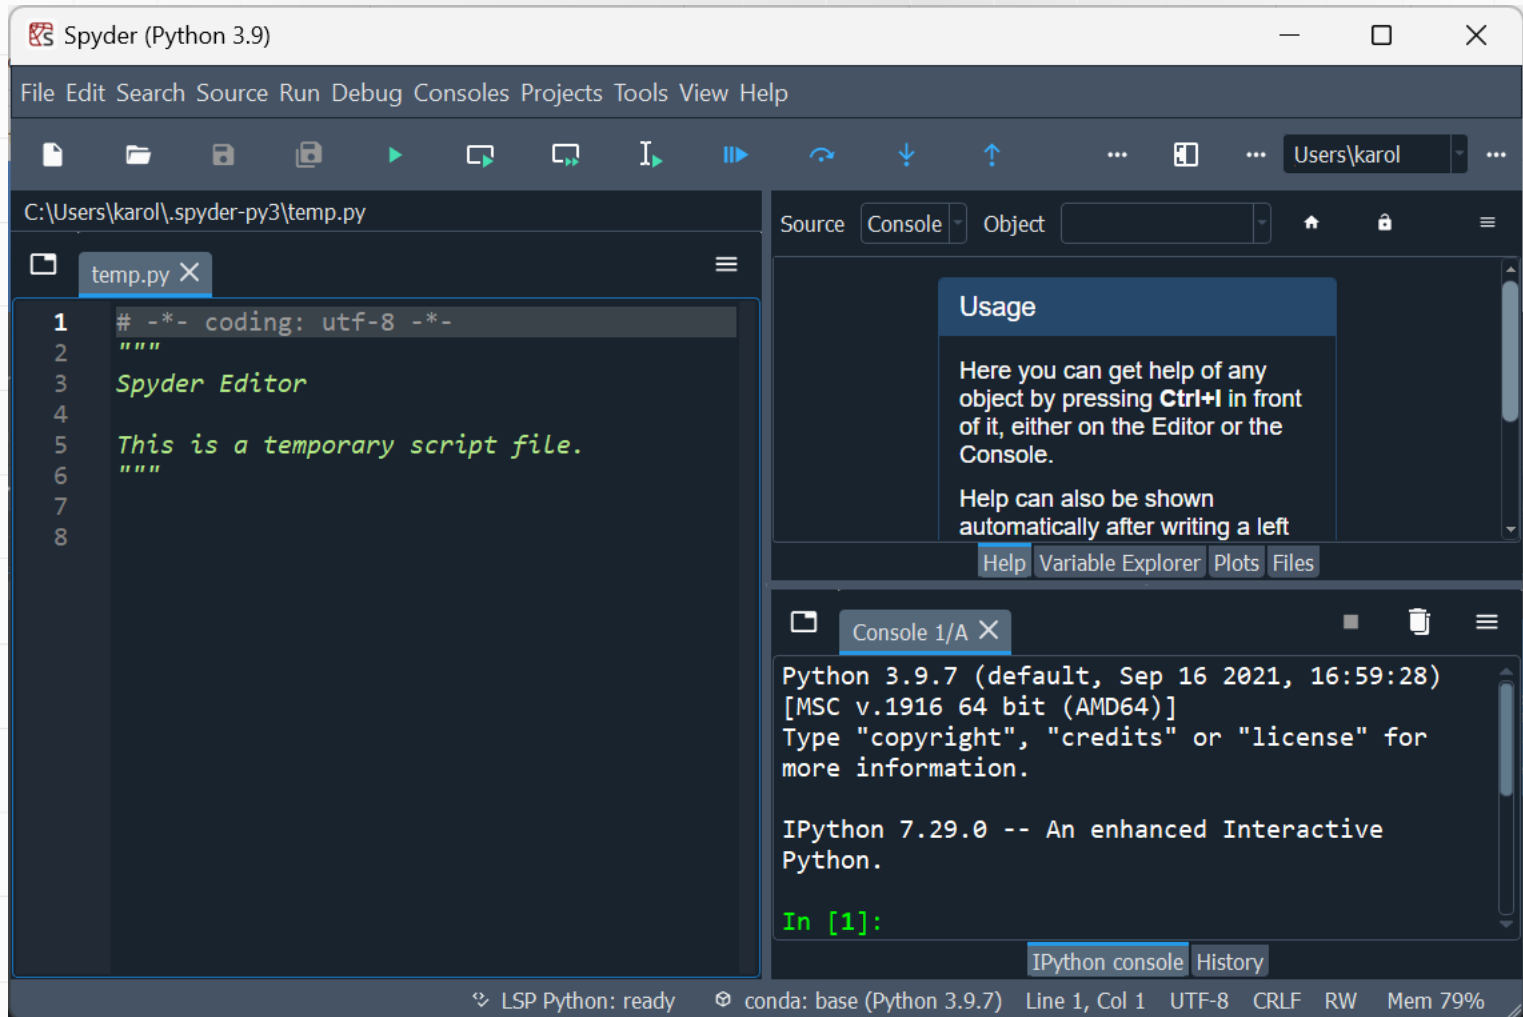 Spyder (Python 3.9)
File Edit Search Source Run Debug Consoles Projects Tools View Help
Users\karol
C:\Users\karol\.spyder-py3\temp.py
temp.py
1 # -*- coding: utf-8 -*-
2 """
3 Spyder Editor
4
5 This is a temporary script file.
6 """
7
8
Source Console Object
Usage
Here you can get help of any
object by pressing Ctrl+I in front
of it, either on the Editor or the
Console.
Help can also be shown
automatically after writing a left
Help Variable Explorer Plots Files
Console 1/A
Python 3.9.7 (default, Sep 16 2021, 16:59:28)
[MSC v.1916 64 bit (AMD64)]
Type "copyright", "credits" or "license" for
more information.
IPython 7.29.0 -- An enhanced Interactive
Python.
In [1]:
IPython console History
LSP Python: ready conda: base (Python 3.9.7) Line 1, Col 1 UTF-8 CRLF RW Mem 79%